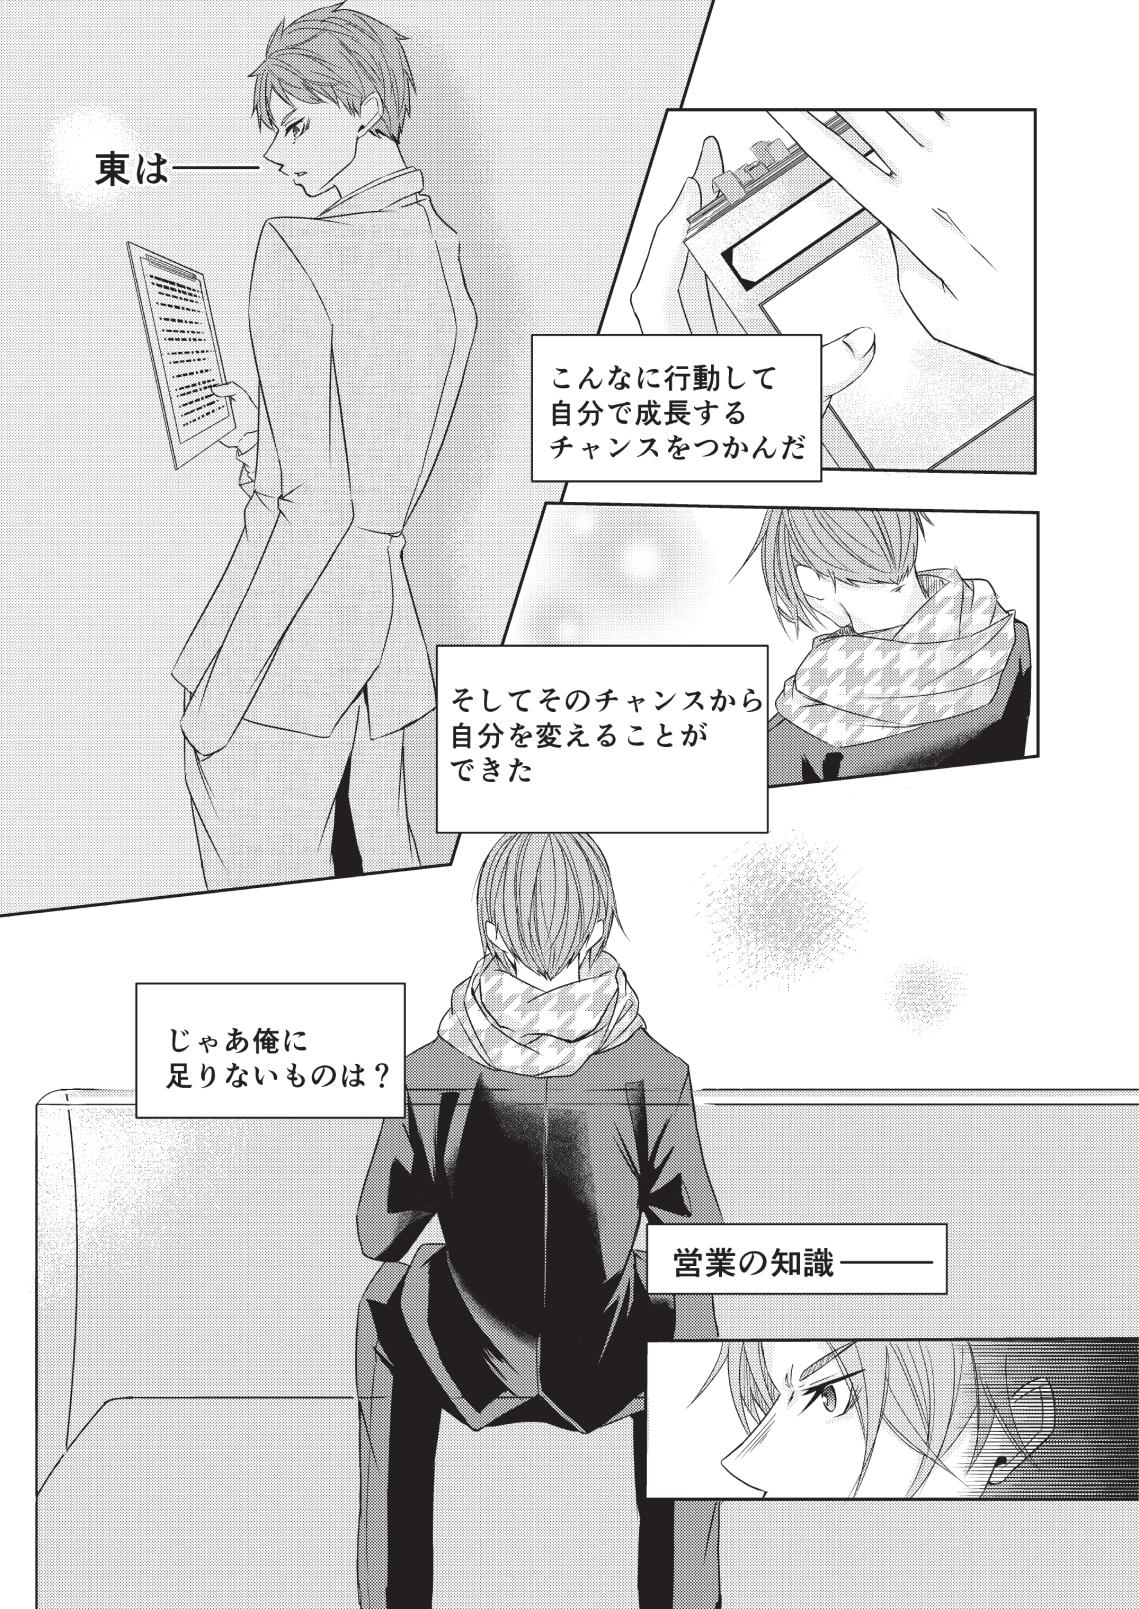 東は――
こんなに行動して
自分で成長する
チャンスをつかんだ
そしてそのチャンスから
自分を変えることが
できた
じゃあ俺に
足りないものは？
営業の知識――